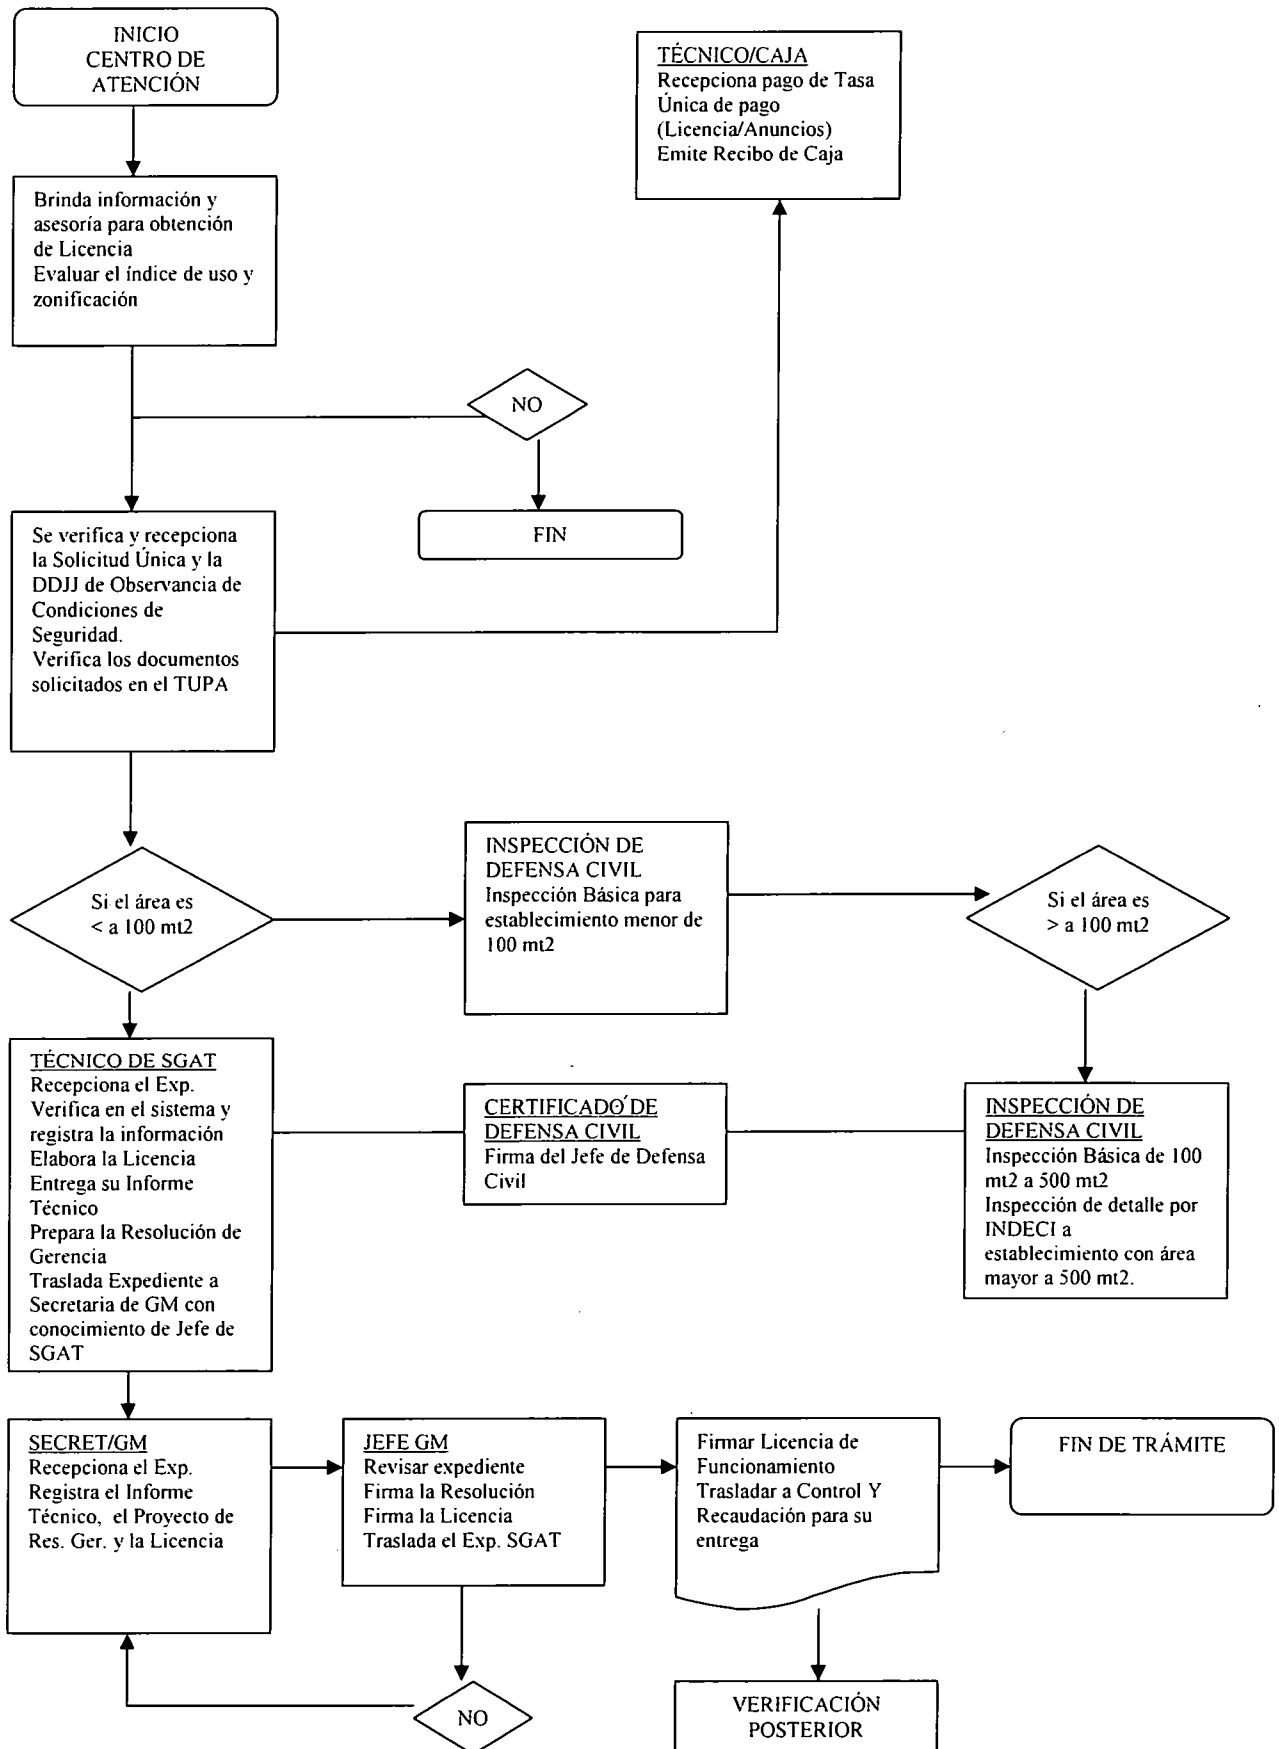 INICIO
CENTRO DE
ATENCIÓN
TÉCNICO/CAJA
Recepciona pago de Tasa
Única de pago
(Licencia/Anuncios)
Emite Recibo de Caja
Brinda información y
asesoría para obtención
de Licencia
Evaluar el índice de uso y
zonificación
NO
FIN
Se verifica y recepciona
la Solicitud Única y la
DDJJ de Observancia de
Condiciones de
Seguridad.
Verifica los documentos
solicitados en el TUPA
Si el área es
< a 100 mt2
INSPECCIÓN DE
DEFENSA CIVIL
Inspección Básica para
establecimiento menor de
100 mt2
Si el área es
> a 100 mt2
TÉCNICO DE SGAT
Recepciona el Exp.
Verifica en el sistema y
registra la información
Elabora la Licencia
Entrega su Informe
Técnico
Prepara la Resolución de
Gerencia
Traslada Expediente a
Secretaria de GM con
conocimiento de Jefe de
SGAT
CERTIFICADO DE
DEFENSA CIVIL
Firma del Jefe de Defensa
Civil
INSPECCIÓN DE
DEFENSA CIVIL
Inspección Básica de 100
mt2 a 500 mt2
Inspección de detalle por
INDECI a
establecimiento con área
mayor a 500 mt2.
SECRET/GM
Recepciona el Exp.
Registra el Informe
Técnico, el Proyecto de
Res. Ger. y la Licencia
JEFE GM
Revisar expediente
Firma la Resolución
Firma la Licencia
Traslada el Exp. SGAT
Firmar Licencia de
Funcionamiento
Trasladar a Control Y
Recaudación para su
entrega
FIN DE TRÁMITE
NO
VERIFICACIÓN
POSTERIOR